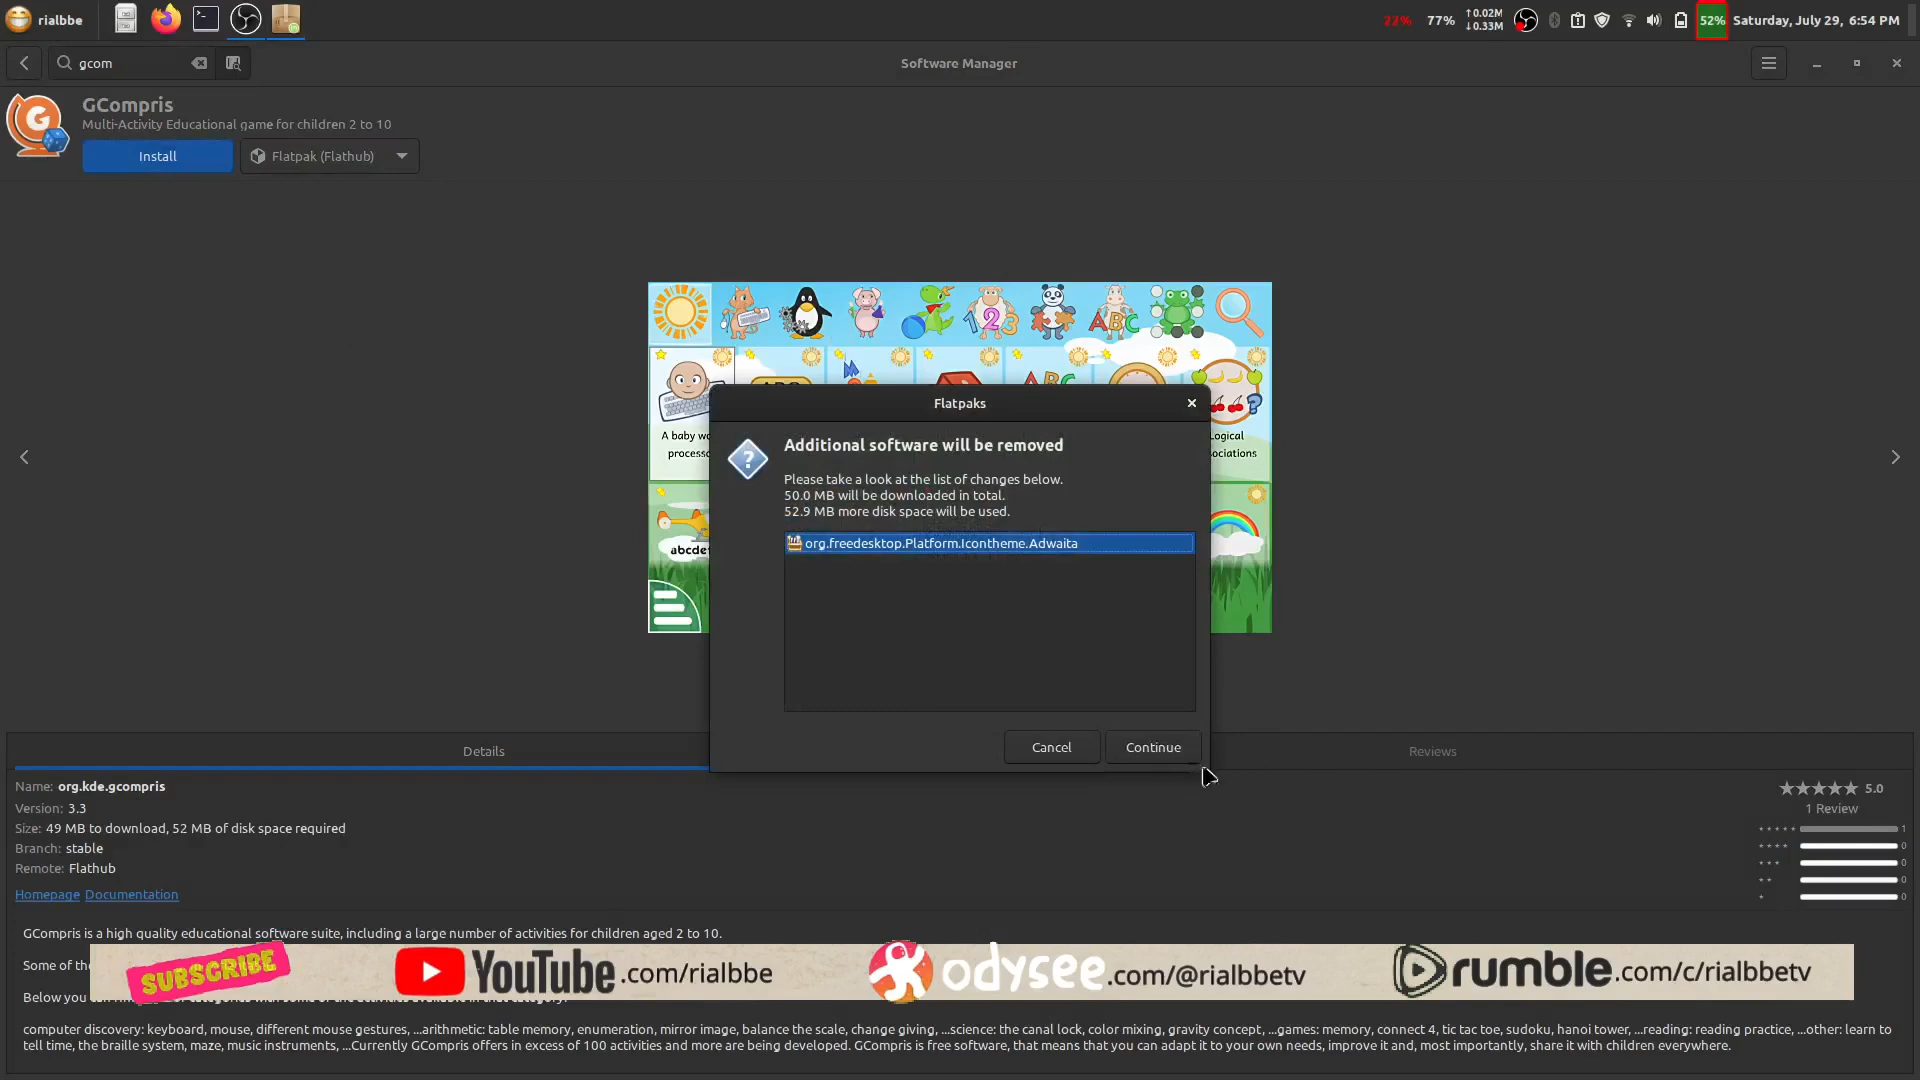 rialbbe
22%
77%
↑0.02M
↓0.33M
52%
Saturday, July 29, 6:54 PM
gcom
Software Manager
GCompris
Multi-Activity Educational game for children 2 to 10
Install
Flatpak (Flathub)
123
ABC
ABC
A baby wo
processo
Logical
sociations
abcde
Flatpaks
Additional software will be removed
Please take a look at the list of changes below.
50.0 MB will be downloaded in total.
52.9 MB more disk space will be used.
org.freedesktop.Platform.Icontheme.Adwaita
Cancel
Continue
Details
Reviews
Name: org.kde.gcompris
Version: 3.3
Size: 49 MB to download, 52 MB of disk space required
Branch: stable
Remote: Flathub
Homepage Documentation
5.0
1 Review
1
0
0
0
0
GCompris is a high quality educational software suite, including a large number of activities for children aged 2 to 10.
Some of the
Below you can
SUBSCRIBE
YouTube.com/rialbbe
odysee.com/@rialbbetv
rumble.com/c/rialbbetv
computer discovery: keyboard, mouse, different mouse gestures, ...arithmetic: table memory, enumeration, mirror image, balance the scale, change giving, ...science: the canal lock, color mixing, gravity concept, ...games: memory, connect 4, tic tac toe, sudoku, hanoi tower, ...reading: reading practice, ...other: learn to
tell time, the braille system, maze, music instruments, ...Currently GCompris offers in excess of 100 activities and more are being developed. GCompris is free software, that means that you can adapt it to your own needs, improve it and, most importantly, share it with children everywhere.